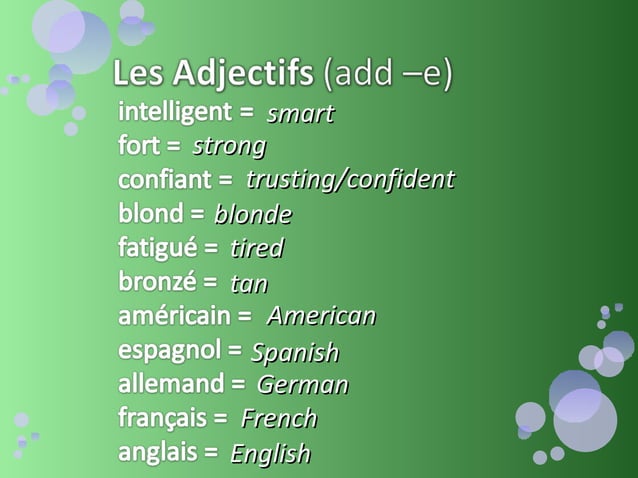 Les Adjectifs (add –e)
intelligent = smart
fort = strong
confiant = trusting/confident
blond = blonde
fatigué = tired
bronzé = tan
américain = American
espagnol = Spanish
allemand = German
français = French
anglais = English